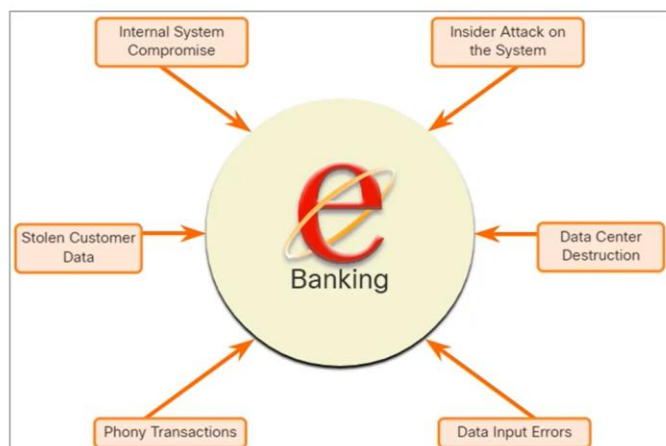 Internal System
Compromise
Insider Attack on
the System
Stolen Customer
Data
e
Banking
Data Center
Destruction
Phony Transactions
Data Input Errors